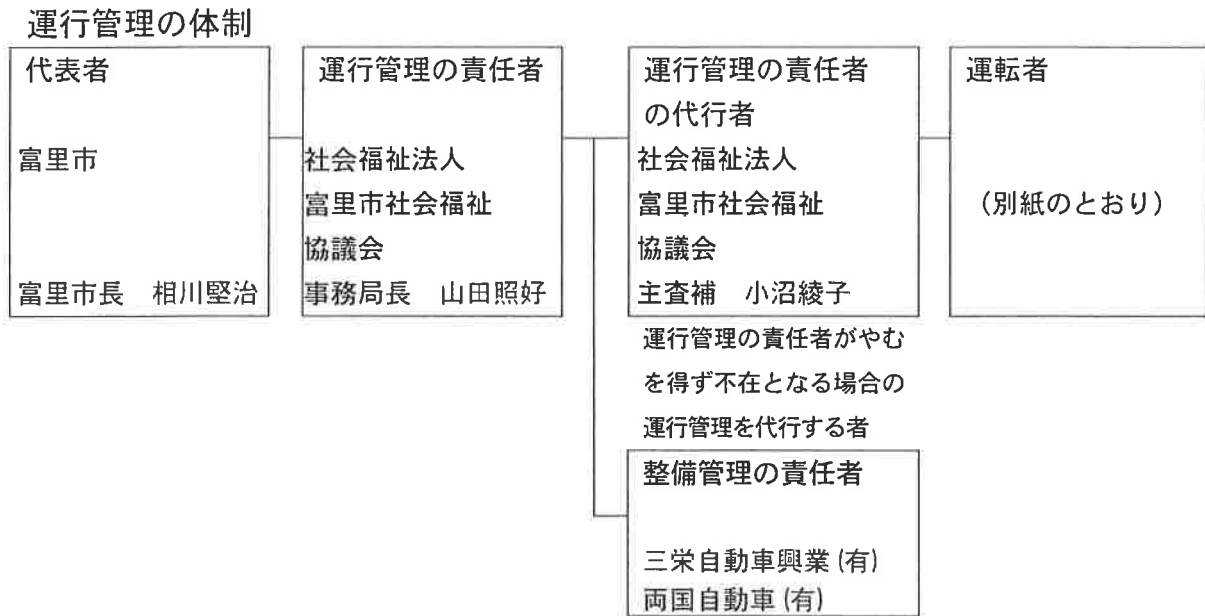 運行管理の体制
代表者
富里市
富里市長　相川堅治
運行管理の責任者
社会福祉法人
富里市社会福祉
協議会
事務局長　山田照好
運行管理の責任者
の代行者
社会福祉法人
富里市社会福祉
協議会
主査補　小沼綾子
運行管理の責任者がやむ
を得ず不在となる場合の
運行管理を代行する者
運転者
（別紙のとおり）
整備管理の責任者
三栄自動車興業(有)
両国自動車(有)